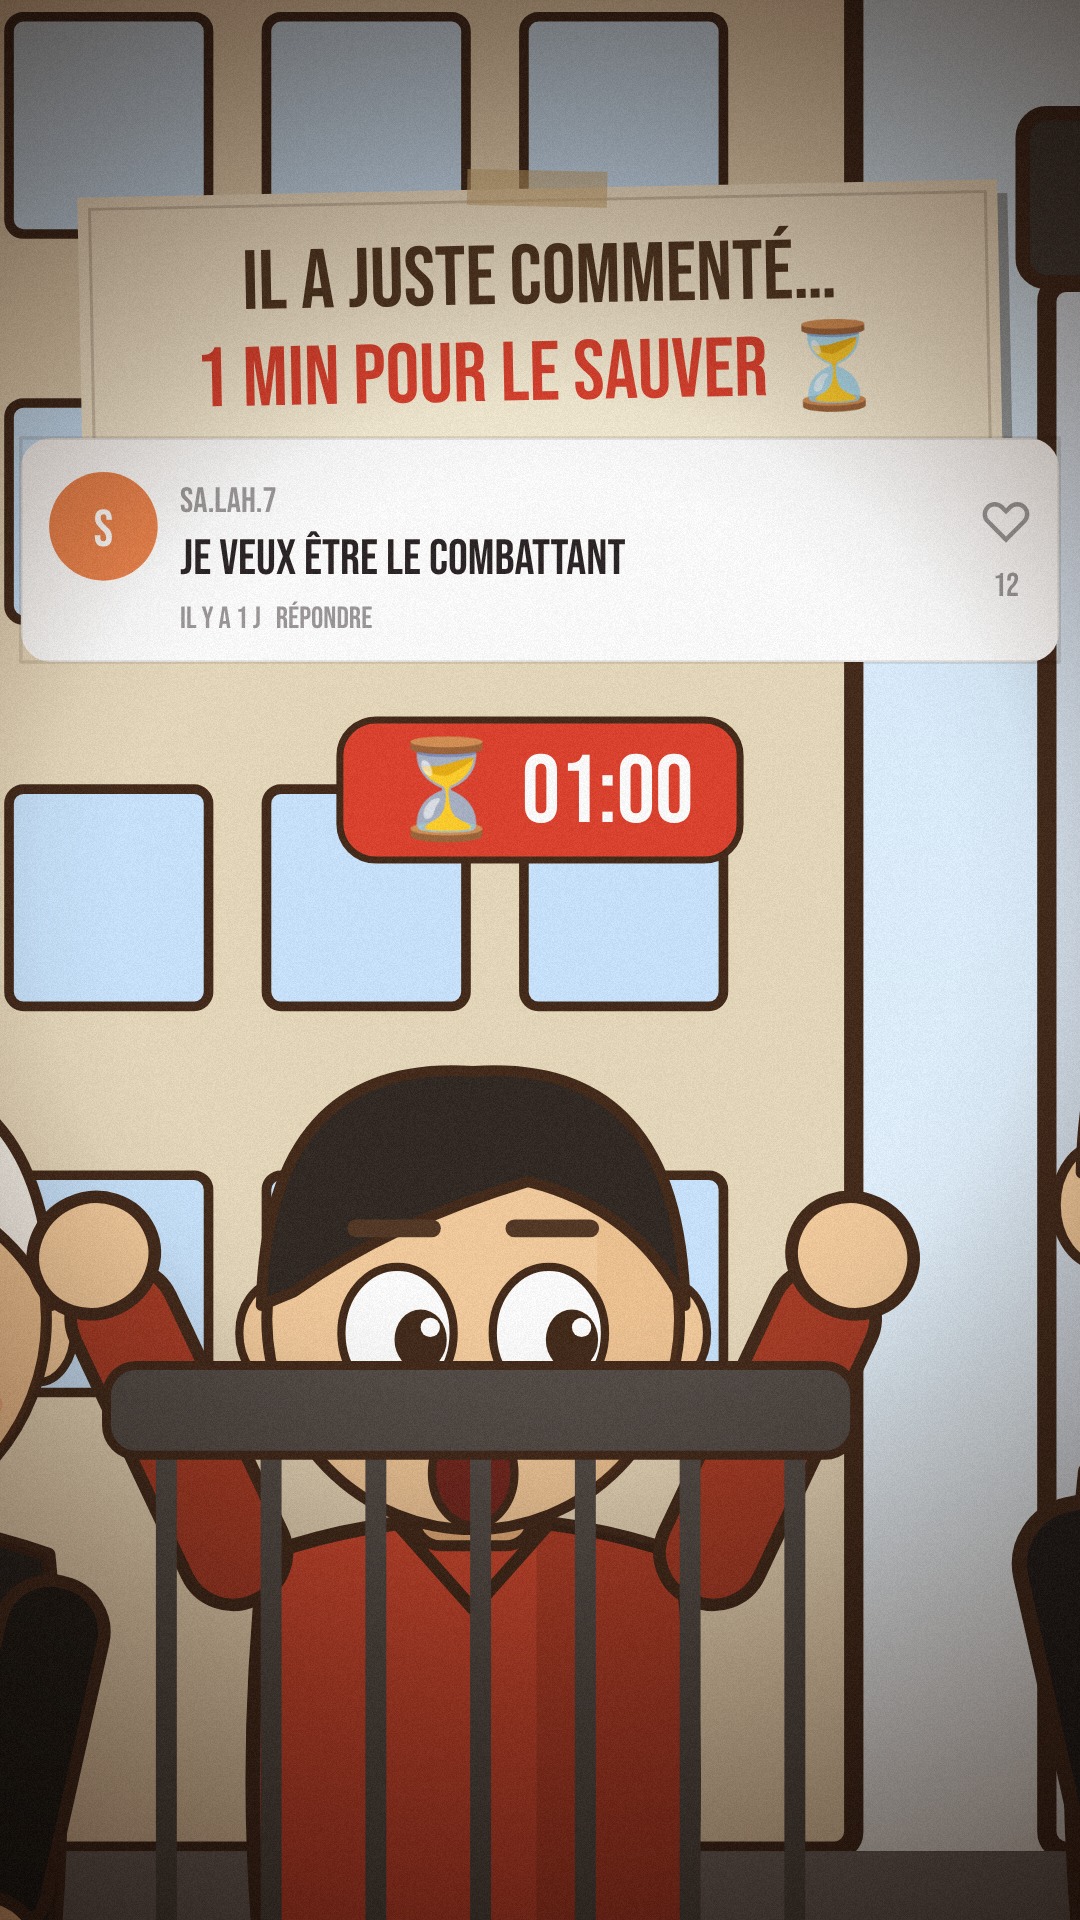 IL A JUSTE COMMENTÉ...
1 MIN POUR LE SAUVER ⏳
S
SA.LAH.7
JE VEUX ÊTRE LE COMBATTANT
12
IL Y A 1 J RÉPONDRE
⏳ 01:00